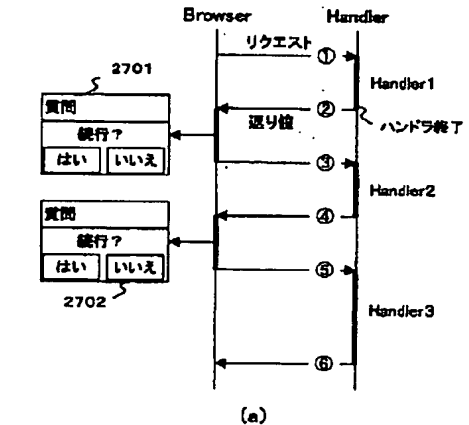 Browser
Handler
リクエスト
①
2701
Handler1
質問
続行？
はい
いいえ
②
返り値
ハンドラ終了
③
Handler2
質問
続行？
はい
いいえ
④
⑤
2702
Handler3
⑥
(a)